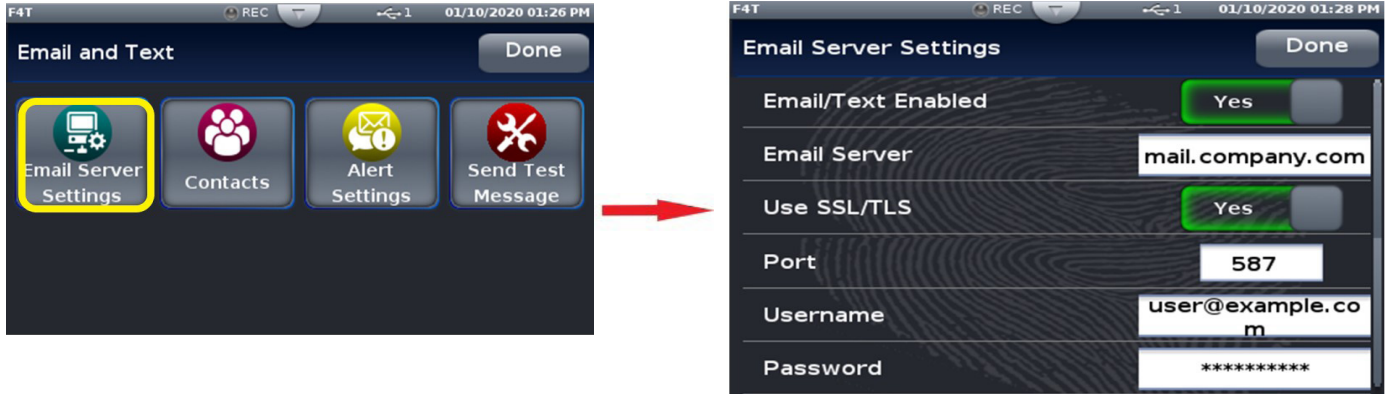 F4T REC 1 01/10/2020 01:26 PM
Email and Text
Done
Email Server
Settings
Contacts
Alert
Settings
Send Test
Message
F4T REC 1 01/10/2020 01:28 PM
Email Server Settings
Done
Email/Text Enabled
Yes
Email Server
mail.company.com
Use SSL/TLS
Yes
Port
587
Username
user@example.co
m
Password
**********